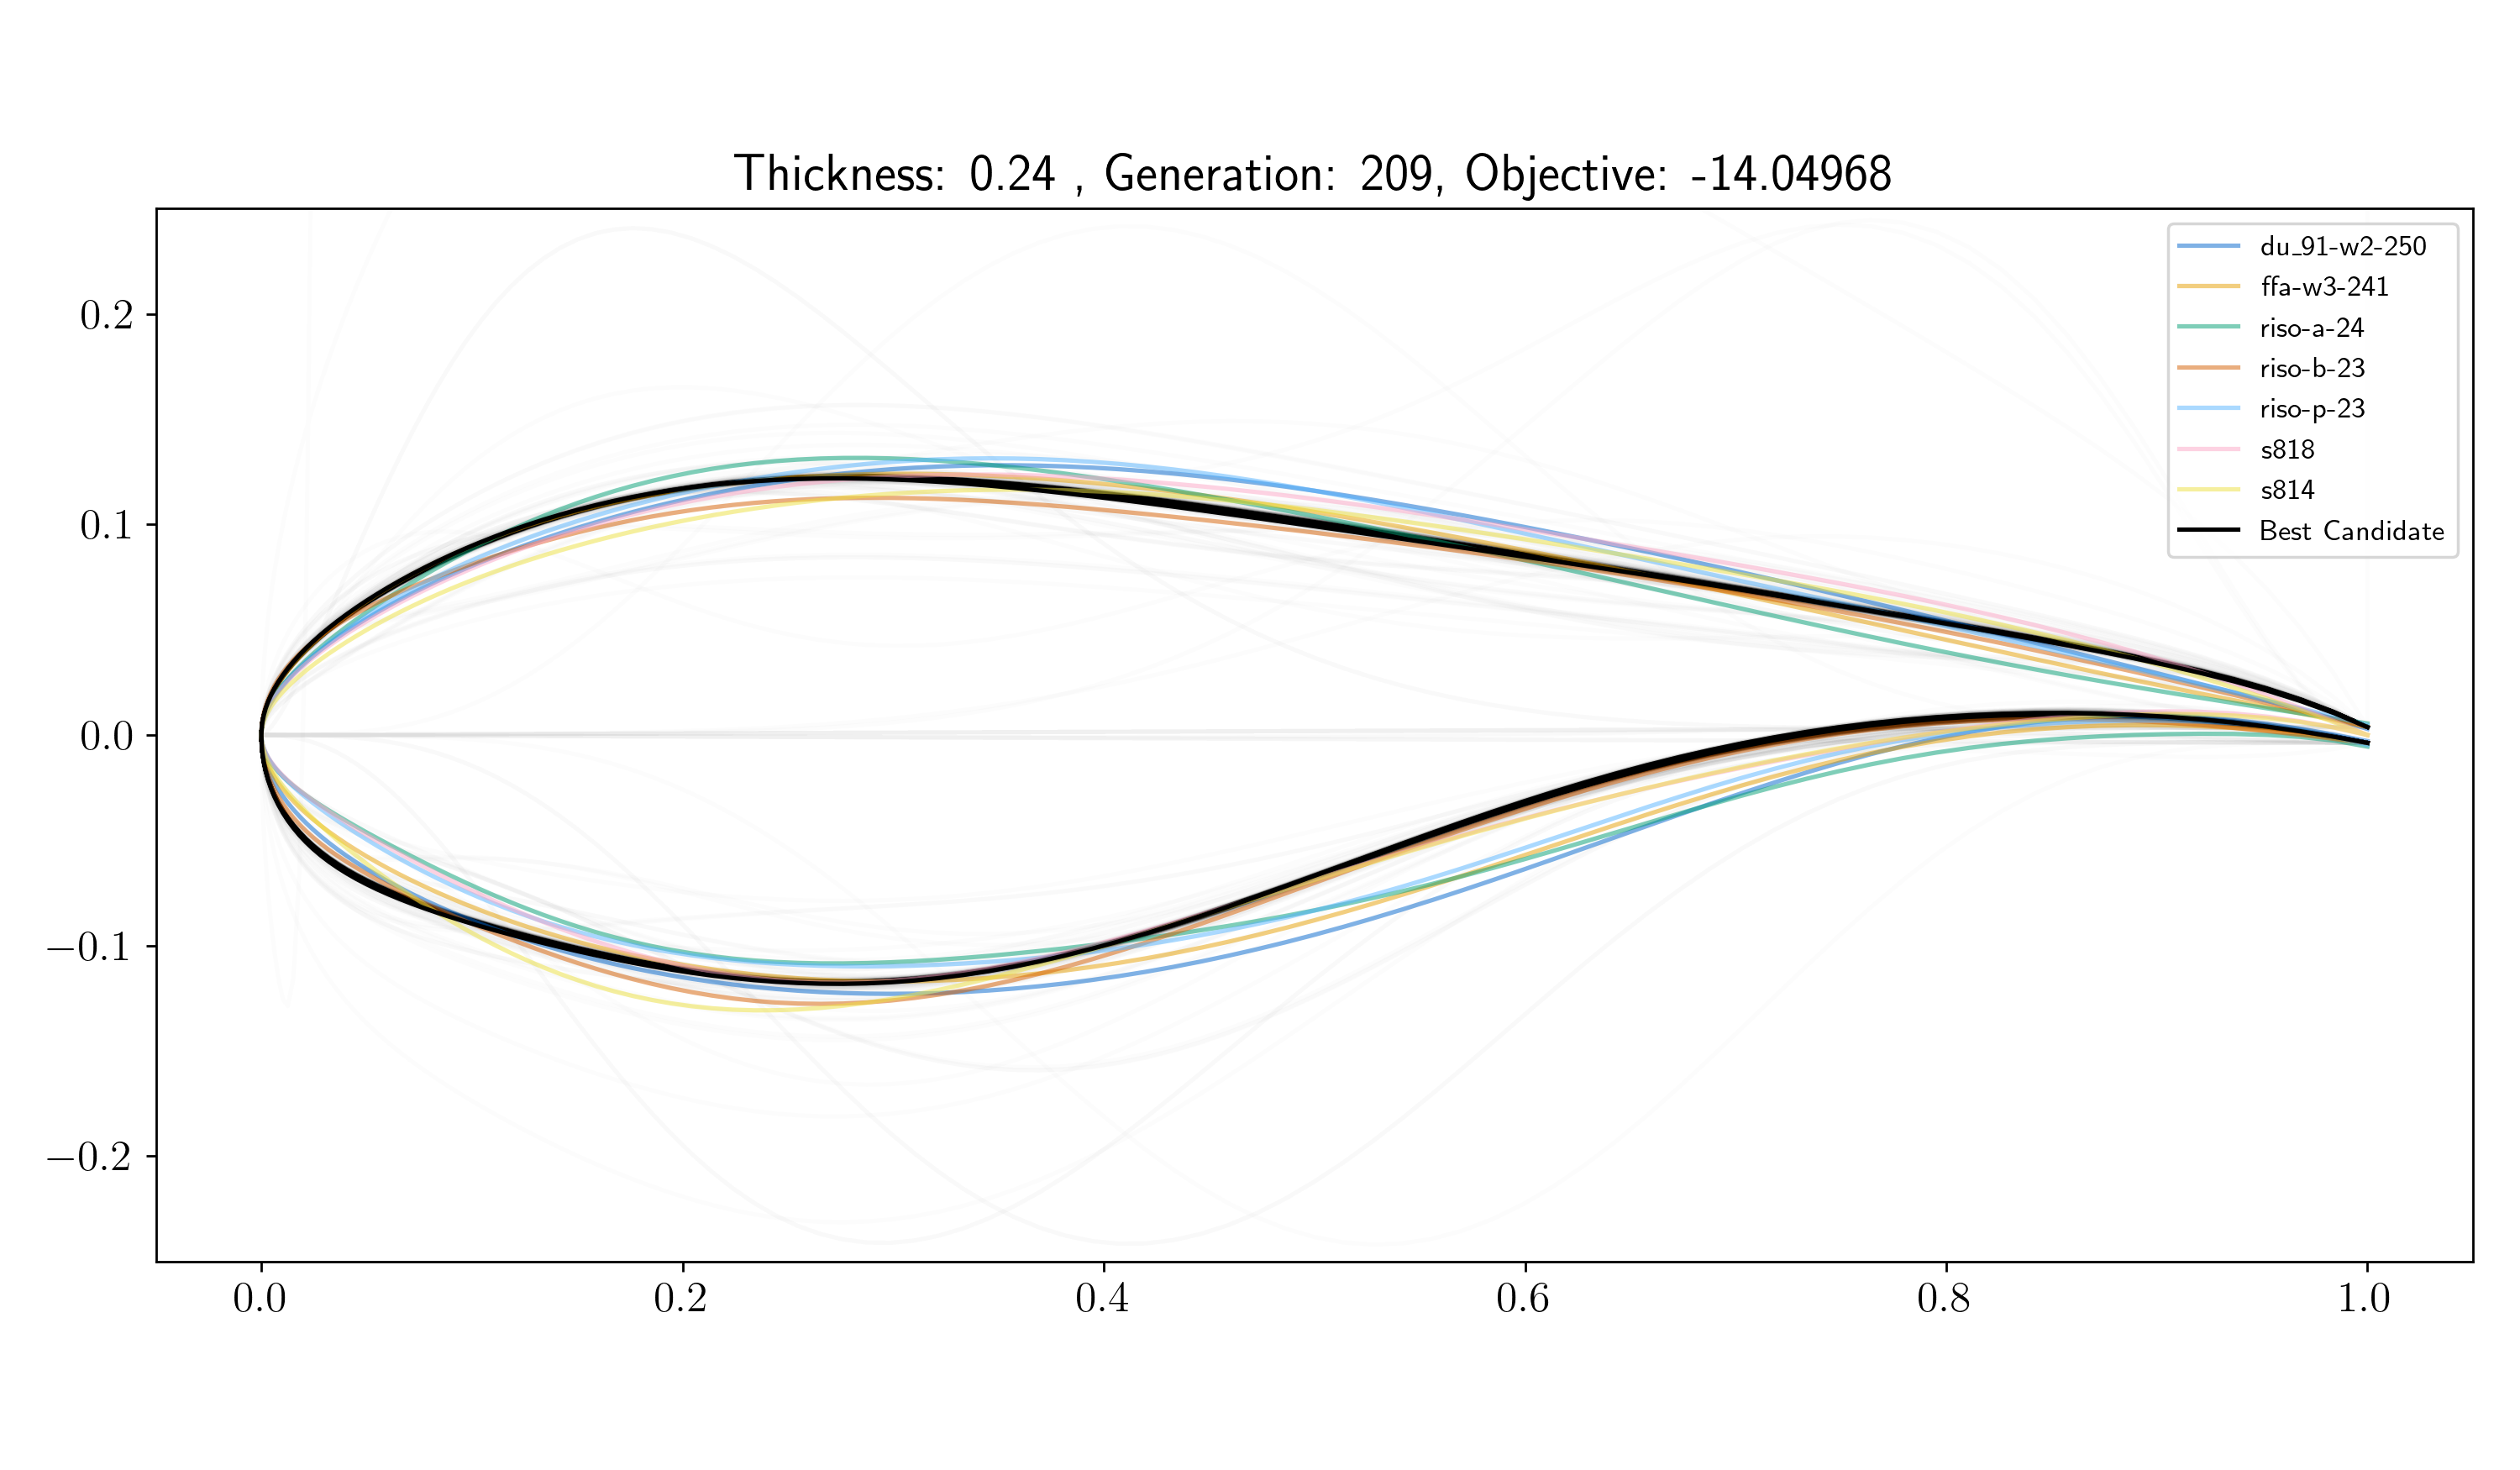 Thickness: 0.24 , Generation: 209, Objective: -14.04968
du_91-w2-250
ffa-w3-241
riso-a-24
riso-b-23
riso-p-23
s818
s814
Best Candidate
0.2
0.1
0.0
−0.1
−0.2
0.0 0.2 0.4 0.6 0.8 1.0